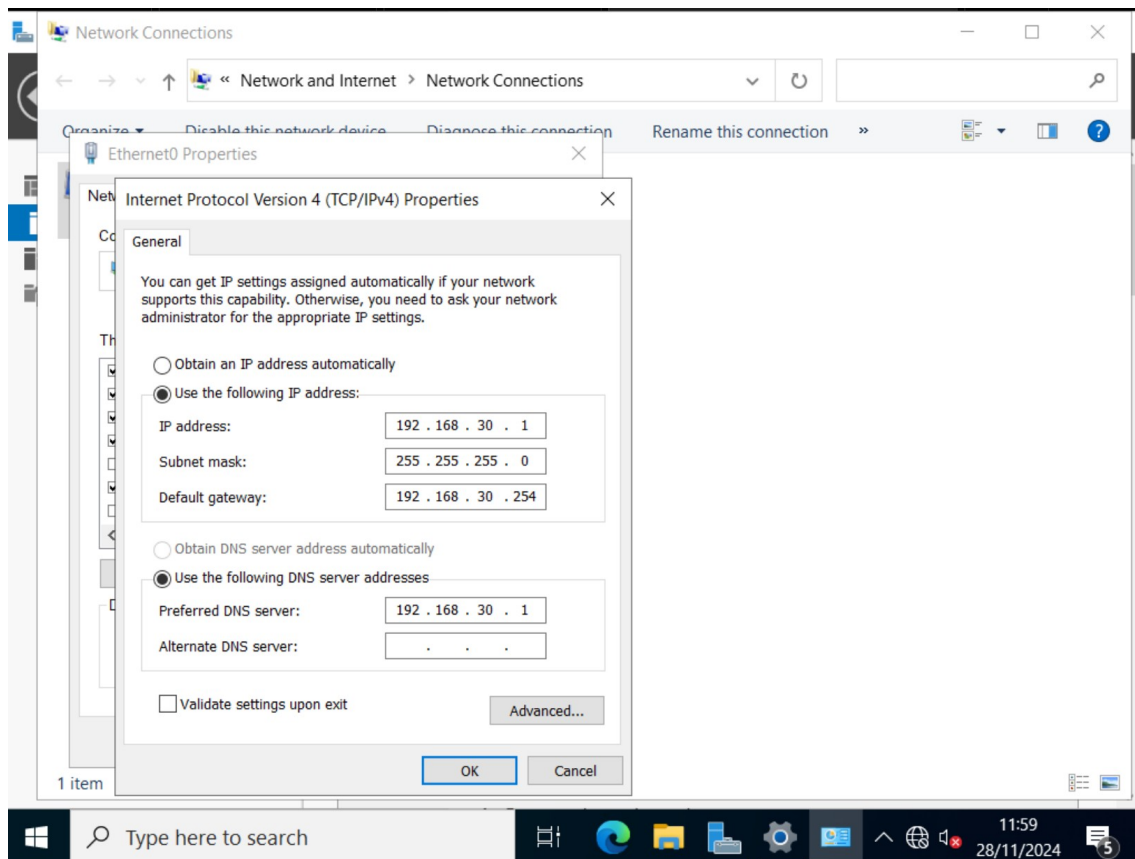 Network Connections
« Network and Internet > Network Connections
Organize Disable this network device Diagnose this connection Rename this connection »
Ethernet0 Properties
Internet Protocol Version 4 (TCP/IPv4) Properties
General
You can get IP settings assigned automatically if your network
supports this capability. Otherwise, you need to ask your network
administrator for the appropriate IP settings.
Obtain an IP address automatically
Use the following IP address:
IP address: 192 . 168 . 30 . 1
Subnet mask: 255 . 255 . 255 . 0
Default gateway: 192 . 168 . 30 . 254
Obtain DNS server address automatically
Use the following DNS server addresses
Preferred DNS server: 192 . 168 . 30 . 1
Alternate DNS server: . . .
Validate settings upon exit
Advanced...
OK Cancel
1 item
Type here to search
11:59
28/11/2024
5